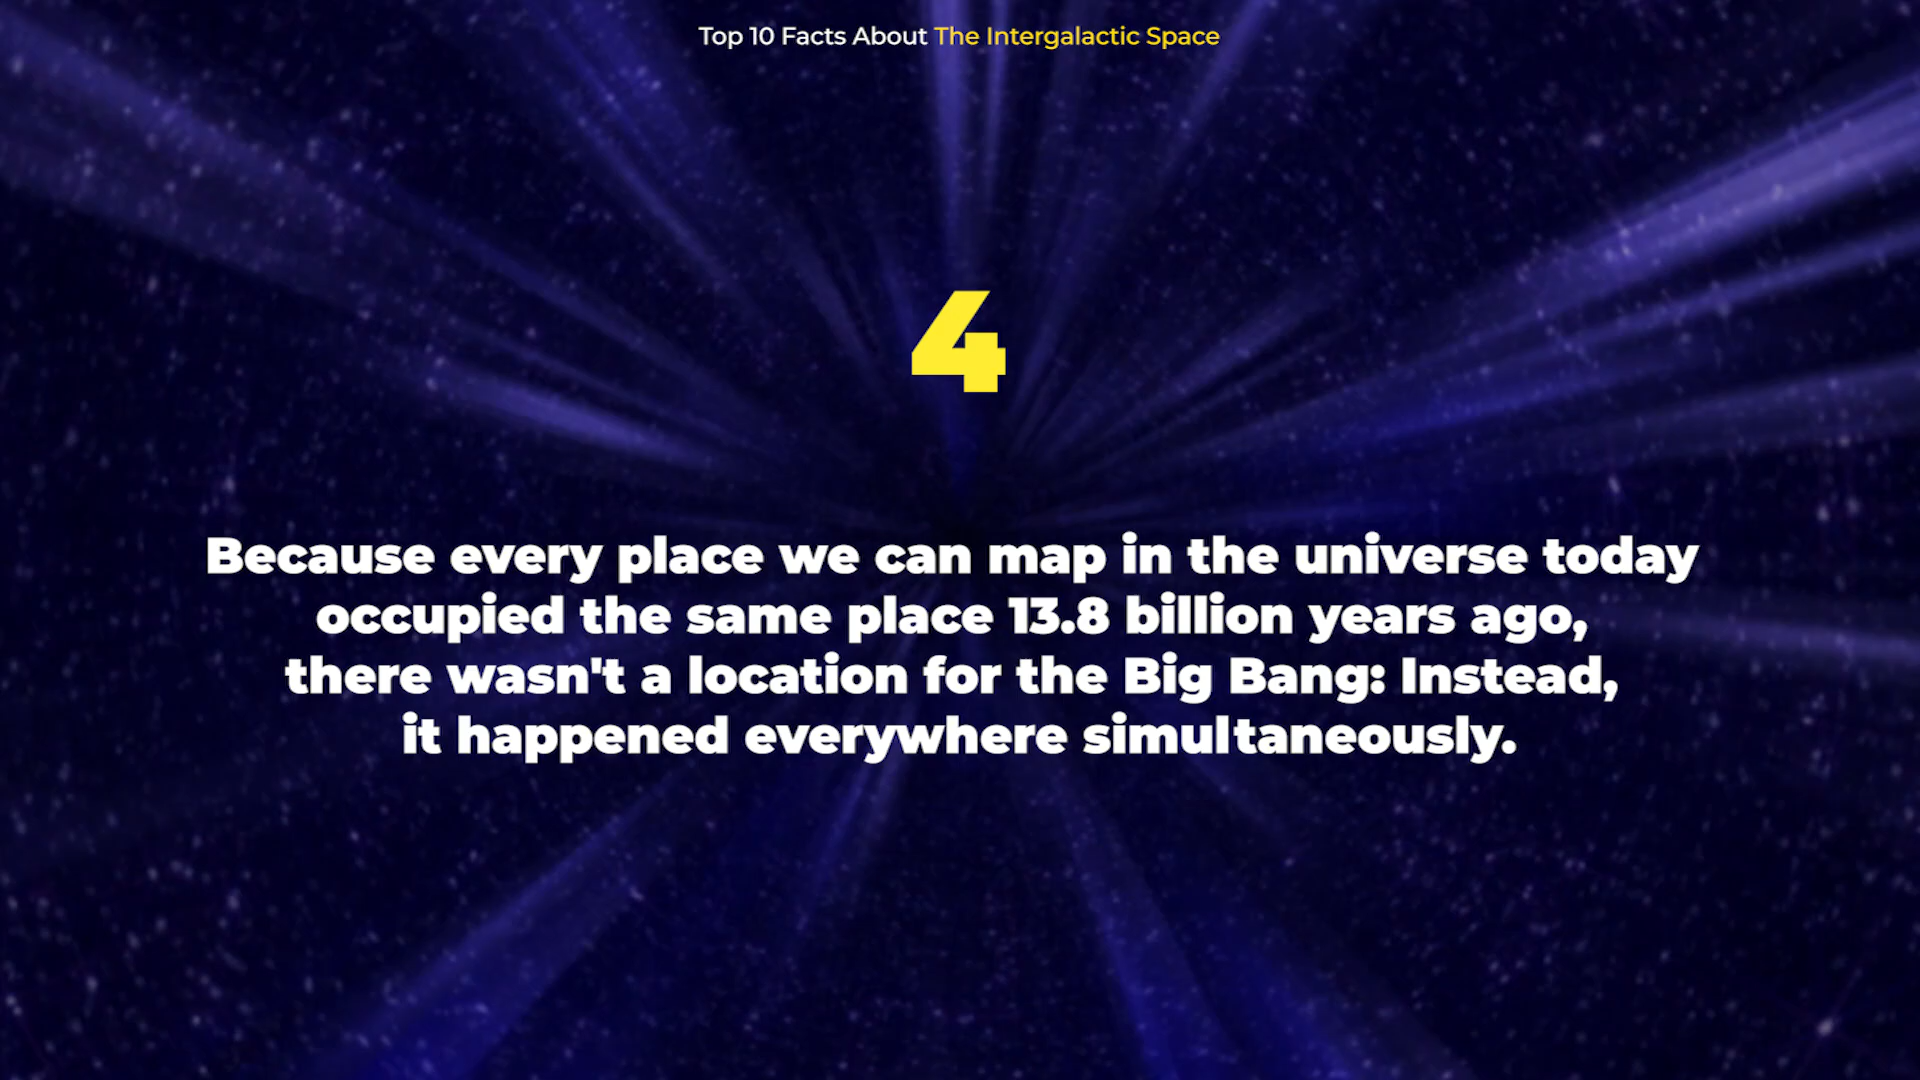 Top 10 Facts About The Intergalactic Space
4
Because every place we can map in the universe today
occupied the same place 13.8 billion years ago,
there wasn't a location for the Big Bang: Instead,
it happened everywhere simultaneously.